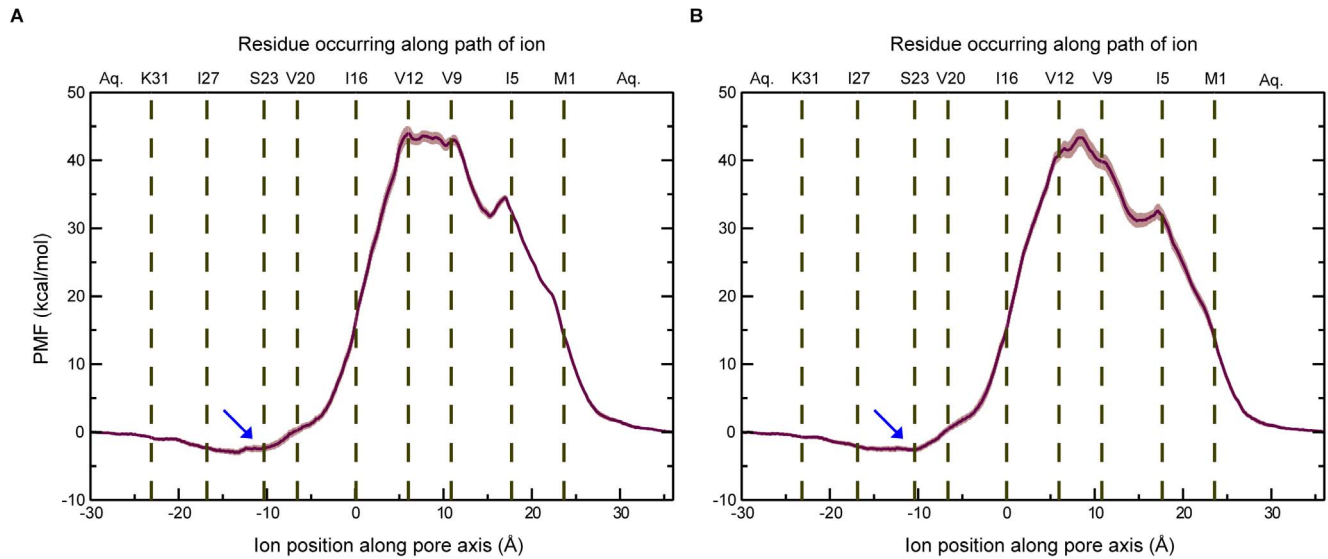 A
Residue occurring along path of ion
Aq. K31 I27 S23 V20 I16 V12 V9 I5 M1 Aq.
50
40
30
20
10
0
-10
PMF (kcal/mol)
-30 -20 -10 0 10 20 30
Ion position along pore axis (Å)
B
Residue occurring along path of ion
Aq. K31 I27 S23 V20 I16 V12 V9 I5 M1 Aq.
50
40
30
20
10
0
-10
-30 -20 -10 0 10 20 30
Ion position along pore axis (Å)